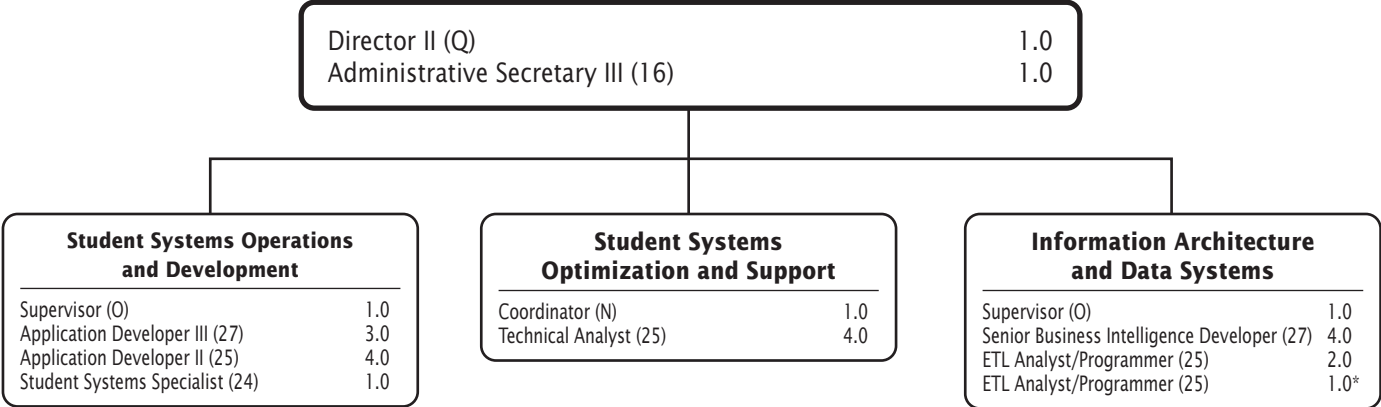 Director II (Q) 1.0
Administrative Secretary III (16) 1.0
Student Systems Operations
and Development
Supervisor (O) 1.0
Application Developer III (27) 3.0
Application Developer II (25) 4.0
Student Systems Specialist (24) 1.0
Student Systems
Optimization and Support
Coordinator (N) 1.0
Technical Analyst (25) 4.0
Information Architecture
and Data Systems
Supervisor (O) 1.0
Senior Business Intelligence Developer (27) 4.0
ETL Analyst/Programmer (25) 2.0
ETL Analyst/Programmer (25) 1.0*